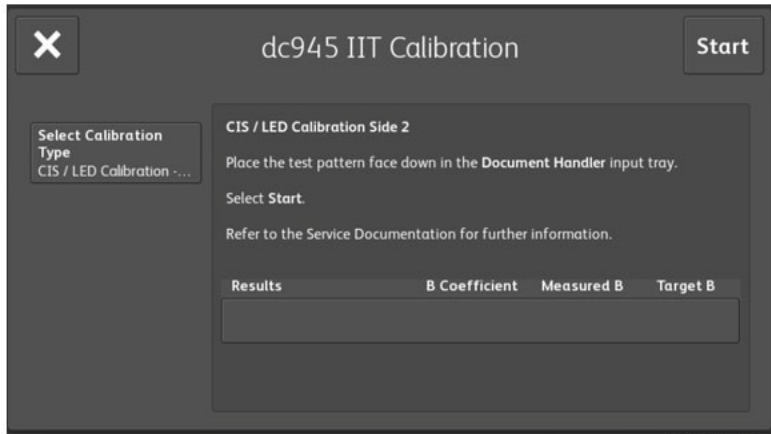 dc945 IIT Calibration
Start
Select Calibration
Type
CIS / LED Calibration -...
CIS / LED Calibration Side 2
Place the test pattern face down in the Document Handler input tray.
Select Start.
Refer to the Service Documentation for further information.
Results B Coefficient Measured B Target B